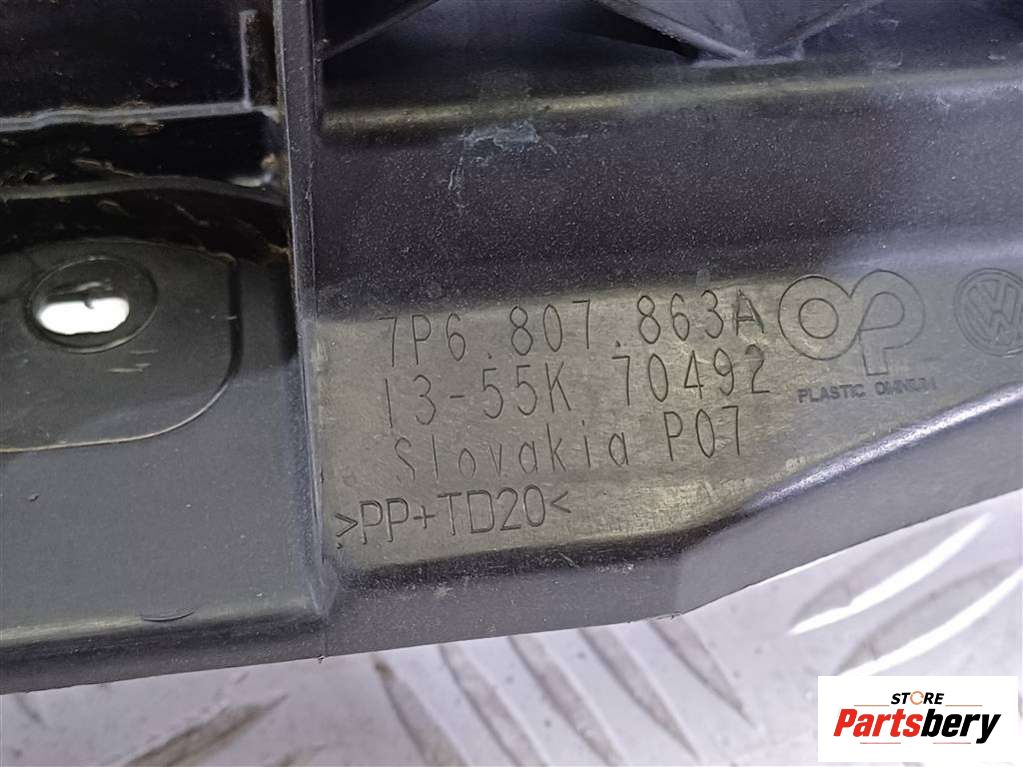 7P6.807.863A
13-55K 70492
PLASTIC OMNIUM
Slovakia P07
>PP+TD20<
STORE
Partsbery